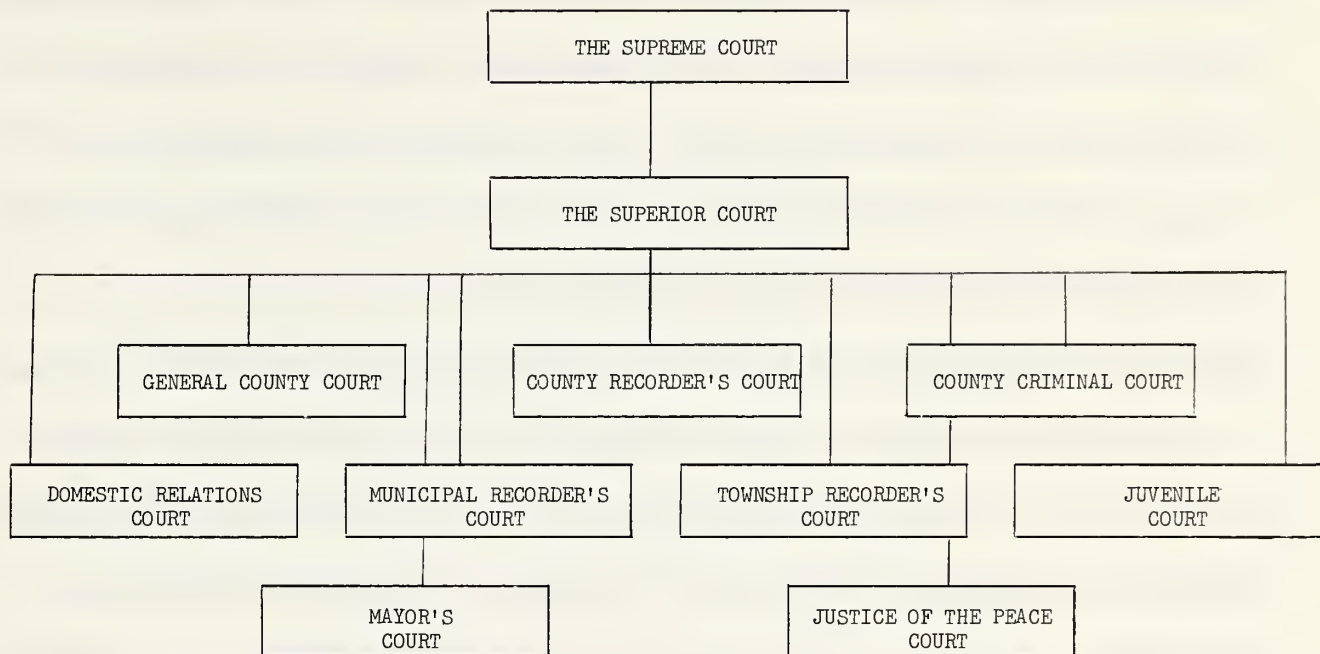 THE SUPREME COURT
THE SUPERIOR COURT
GENERAL COUNTY COURT
COUNTY RECORDER'S COURT
COUNTY CRIMINAL COURT
DOMESTIC RELATIONS
COURT
MUNICIPAL RECORDER'S
COURT
TOWNSHIP RECORDER'S
COURT
JUVENILE
COURT
MAYOR'S
COURT
JUSTICE OF THE PEACE
COURT